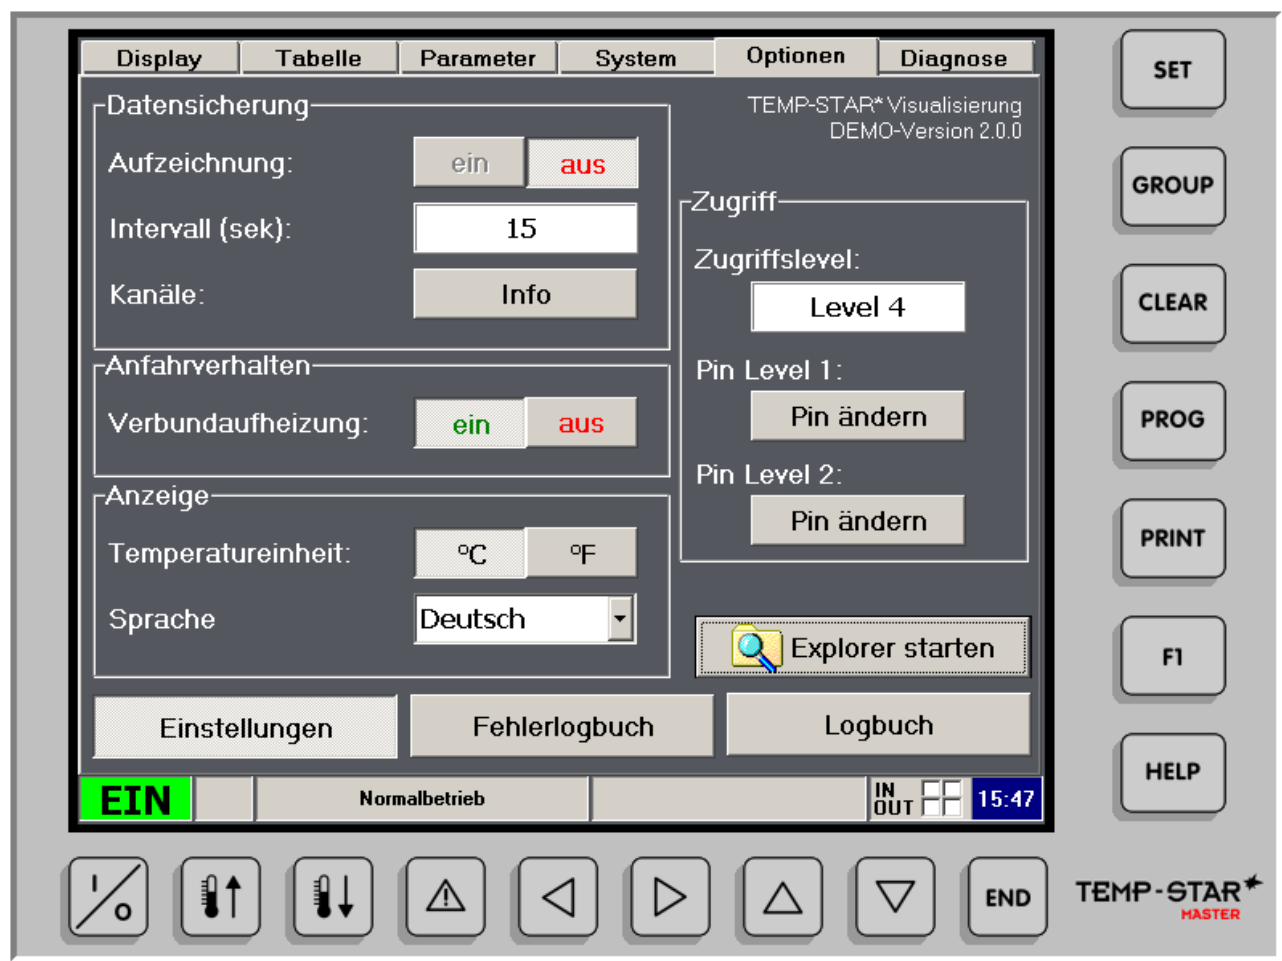 Display Tabelle Parameter System Optionen Diagnose
Datensicherung
Aufzeichnung: ein aus
Intervall (sek): 15
Kanäle: Info
Anfahrverhalten
Verbundaufheizung: ein aus
Anzeige
Temperatureinheit: ºC ºF
Sprache Deutsch
TEMP-STAR* Visualisierung
DEMO-Version 2.0.0
Zugriff
Zugriffslevel:
Level 4
Pin Level 1:
Pin ändern
Pin Level 2:
Pin ändern
Explorer starten
Einstellungen Fehlerlogbuch Logbuch
EIN Normalbetrieb IN 15:47
OUT
SET
GROUP
CLEAR
PROG
PRINT
F1
HELP
I/O END
TEMP-STAR
MASTER